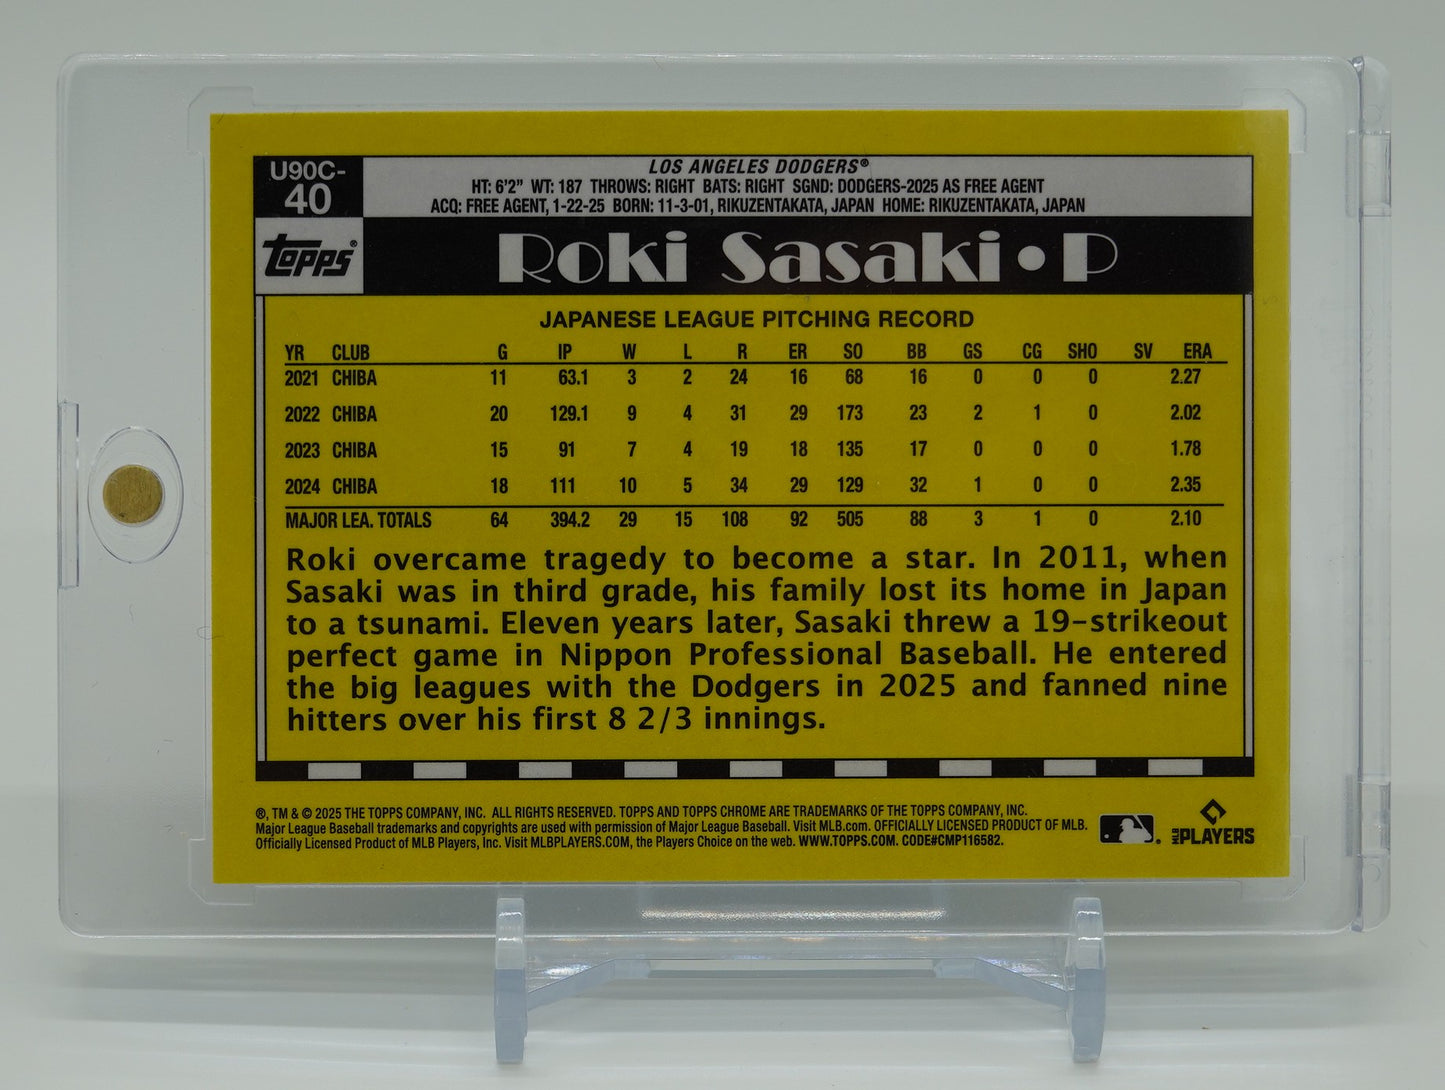 U90C-
40
LOS ANGELES DODGERS®
HT: 6'2" WT: 187 THROWS: RIGHT BATS: RIGHT SGND: DODGERS-2025 AS FREE AGENT
ACQ: FREE AGENT, 1-22-25 BORN: 11-3-01, RIKUZENTAKATA, JAPAN HOME: RIKUZENTAKATA, JAPAN
Topps® Roki Sasaki • P
JAPANESE LEAGUE PITCHING RECORD
YR CLUB G IP W L R ER SO BB GS CG SHO SV ERA
2021 CHIBA 11 63.1 3 2 24 16 68 16 0 0 0 2.27
2022 CHIBA 20 129.1 9 4 31 29 173 23 2 1 0 2.02
2023 CHIBA 15 91 7 4 19 18 135 17 0 0 0 1.78
2024 CHIBA 18 111 10 5 34 29 129 32 1 0 0 2.35
MAJOR LEA. TOTALS 64 394.2 29 15 108 92 505 88 3 1 0 2.10
Roki overcame tragedy to become a star. In 2011, when
Sasaki was in third grade, his family lost its home in Japan
to a tsunami. Eleven years later, Sasaki threw a 19-strikeout
perfect game in Nippon Professional Baseball. He entered
the big leagues with the Dodgers in 2025 and fanned nine
hitters over his first 8 2/3 innings.
®, TM & © 2025 THE TOPPS COMPANY, INC. ALL RIGHTS RESERVED. TOPPS AND TOPPS CHROME ARE TRADEMARKS OF THE TOPPS COMPANY, INC.
Major League Baseball trademarks and copyrights are used with permission of Major League Baseball. Visit MLB.com. OFFICIALLY LICENSED PRODUCT OF MLB.
Officially Licensed Product of MLB Players, Inc. Visit MLBPLAYERS.COM, the Players Choice on the web. WWW.TOPPS.COM. CODE#CMP116582.
MLB PLAYERS